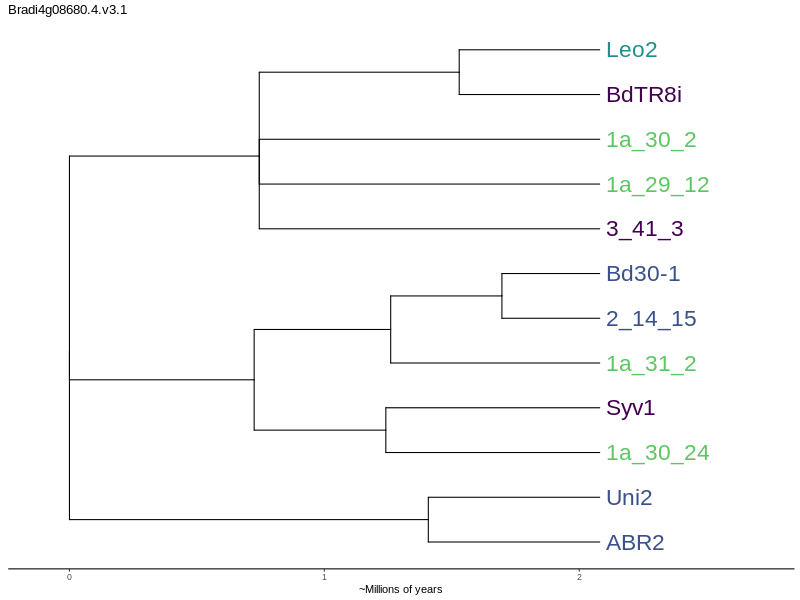 Bradi4g08680.4.v3.1
Leo2
BdTR8i
1a_30_2
1a_29_12
3_41_3
Bd30-1
2_14_15
1a_31_2
Syv1
1a_30_24
Uni2
ABR2
0 1 2
~Millions of years